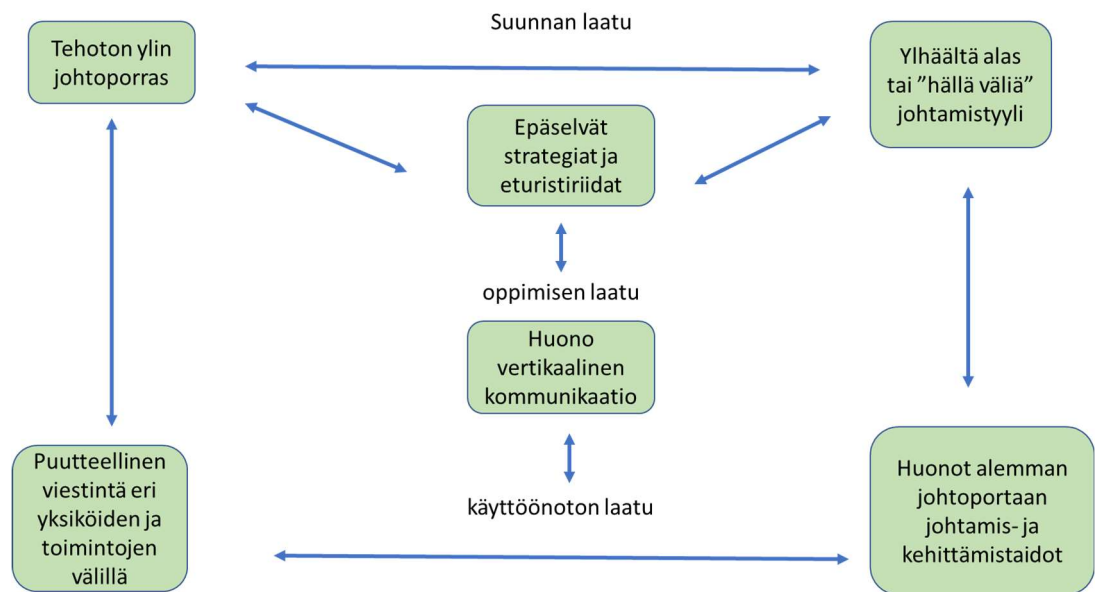 Suunnan laatu
Tehoton ylin
johtoporras
Ylhäältä alas
tai ”hällä väliä”
johtamistyyli
Epäselvät
strategiat ja
eturistiriidat
oppimisen laatu
Huono
vertikaalinen
kommunikaatio
Puutteellinen
viestintä eri
yksiköiden ja
toimintojen
välillä
käyttöönoton laatu
Huonot alemman
johtoportaan
johtamis- ja
kehittämistaidot